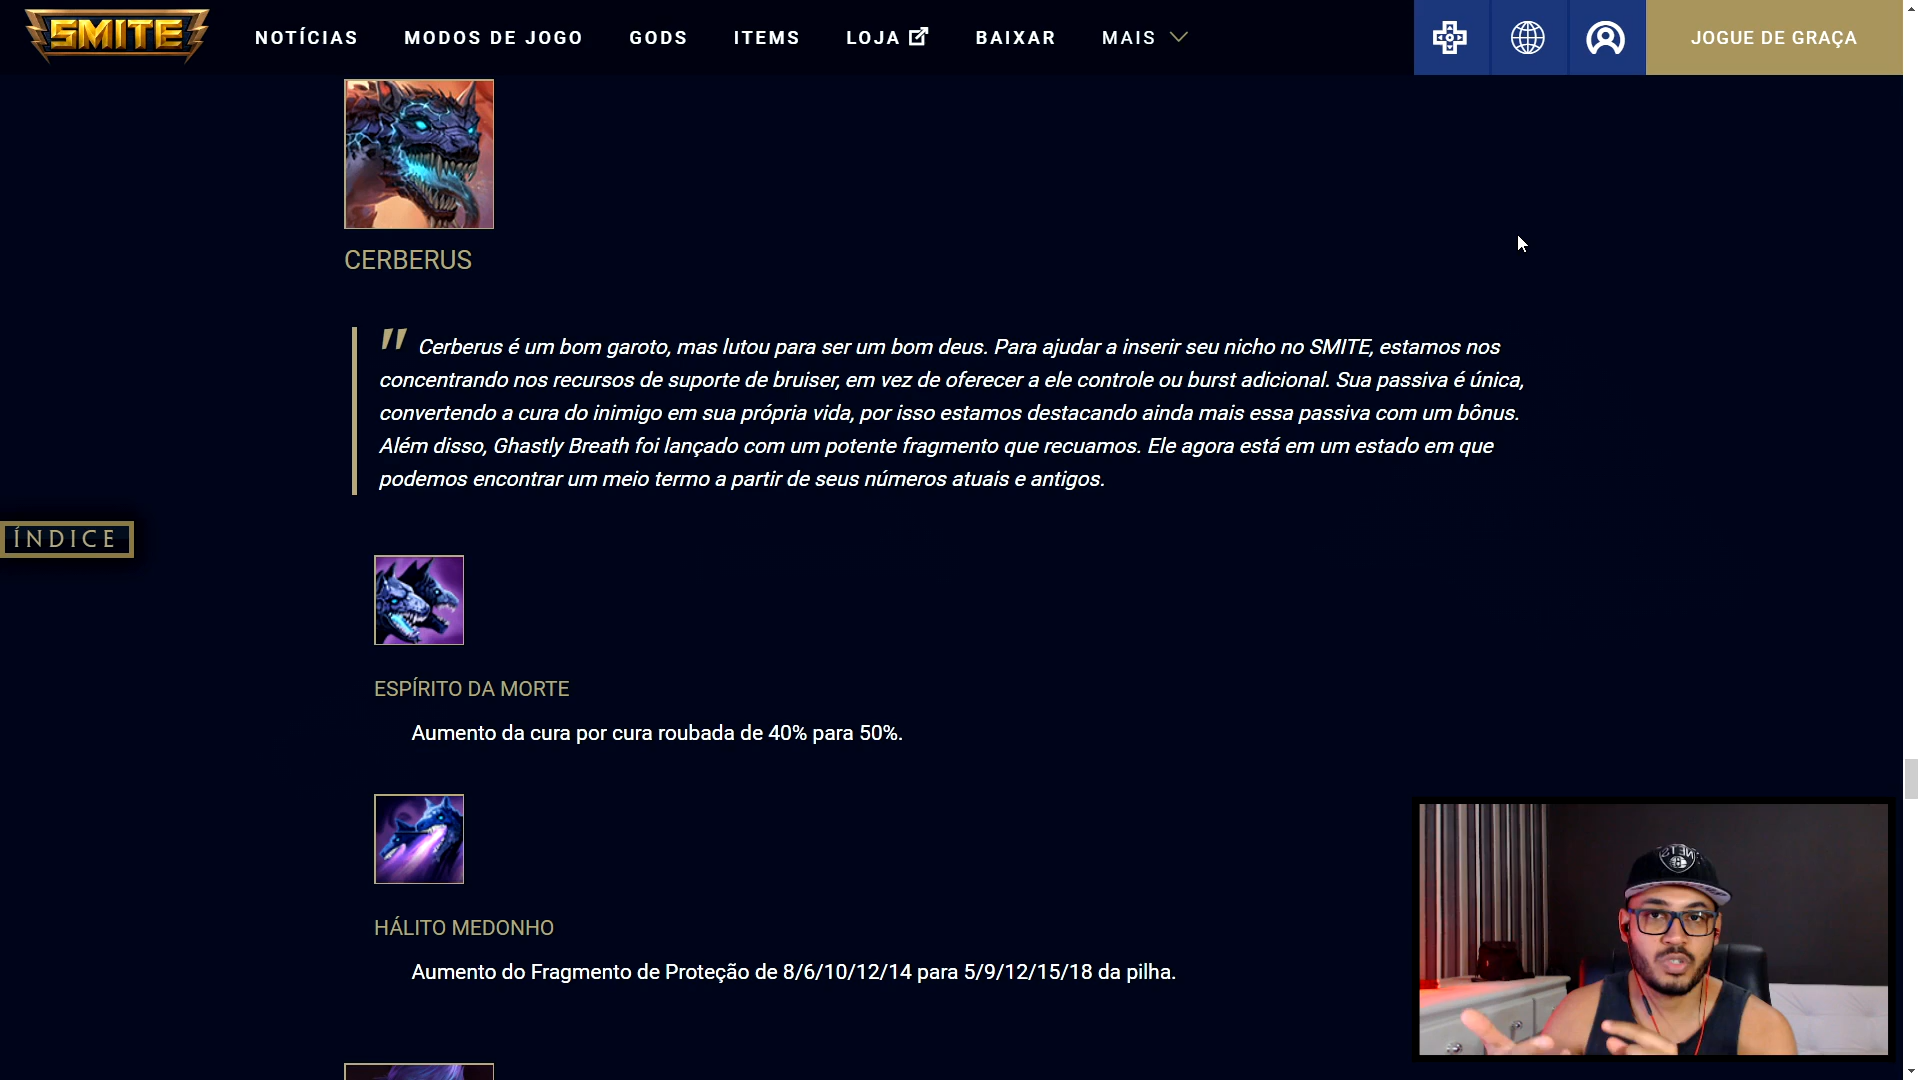 SMITE
NOTÍCIAS
MODOS DE JOGO
GODS
ITEMS
LOJA
BAIXAR
MAIS
JOGUE DE GRAÇA
CERBERUS
" Cerberus é um bom garoto, mas lutou para ser um bom deus. Para ajudar a inserir seu nicho no SMITE, estamos nos
concentrando nos recursos de suporte de bruiser, em vez de oferecer a ele controle ou burst adicional. Sua passiva é única,
convertendo a cura do inimigo em sua própria vida, por isso estamos destacando ainda mais essa passiva com um bônus.
Além disso, Ghastly Breath foi lançado com um potente fragmento que recuamos. Ele agora está em um estado em que
podemos encontrar um meio termo a partir de seus números atuais e antigos.
ÍNDICE
ESPÍRITO DA MORTE
Aumento da cura por cura roubada de 40% para 50%.
HÁLITO MEDONHO
Aumento do Fragmento de Proteção de 8/6/10/12/14 para 5/9/12/15/18 da pilha.